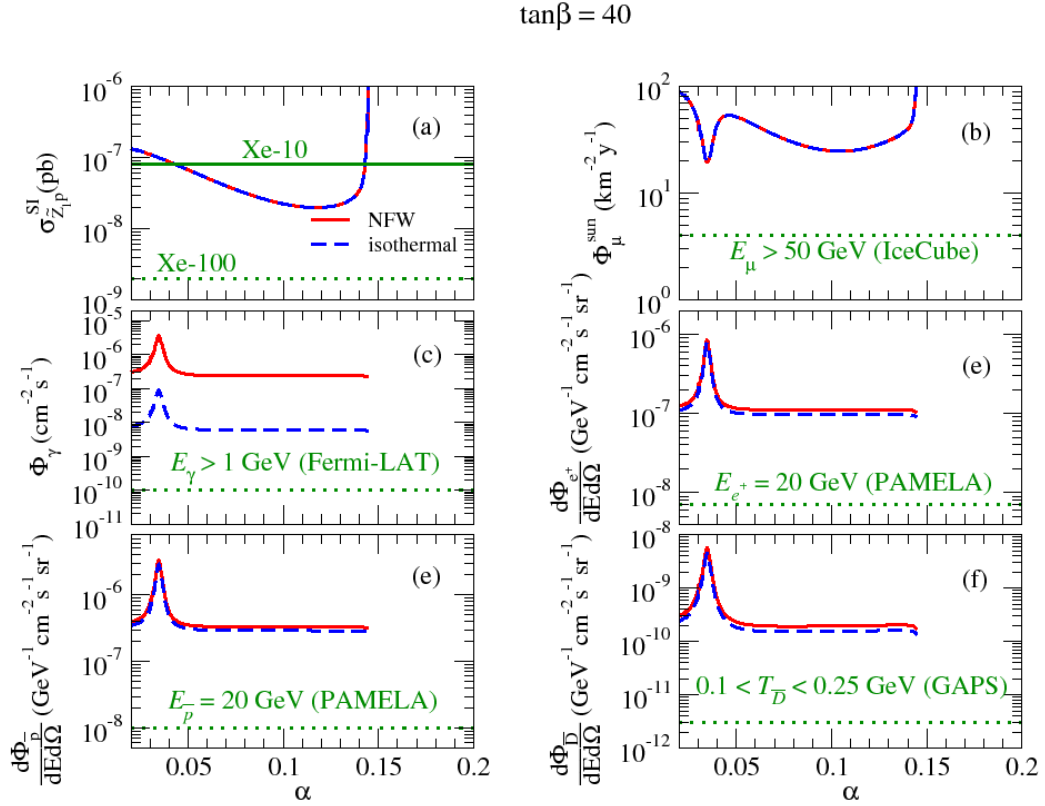 tanβ = 40
10⁻⁶
10⁻⁷
10⁻⁸
10⁻⁹
σ^SI_Z̃₁p (pb)
(a)
Xe-10
NFW
isothermal
Xe-100
10²
10¹
10⁰
Φ_μ^sun (km⁻² y⁻¹)
(b)
E_μ > 50 GeV (IceCube)
10⁻⁵
10⁻⁶
10⁻⁷
10⁻⁸
10⁻⁹
10⁻¹⁰
10⁻¹¹
Φ_γ (cm⁻² s⁻¹)
(c)
E_γ > 1 GeV (Fermi-LAT)
10⁻⁶
10⁻⁷
10⁻⁸
dΦ_e⁺/dEdΩ (GeV⁻¹ cm⁻² s⁻¹ sr⁻¹)
(e)
E_e⁺ = 20 GeV (PAMELA)
10⁻⁶
10⁻⁷
10⁻⁸
dΦ_p̅/dEdΩ (GeV⁻¹ cm⁻² s⁻¹ sr⁻¹)
(e)
E_p̅ = 20 GeV (PAMELA)
0.05 0.1 0.15 0.2
α
10⁻⁸
10⁻⁹
10⁻¹⁰
10⁻¹¹
10⁻¹²
dΦ_D̅/dEdΩ (GeV⁻¹ cm⁻² s⁻¹ sr⁻¹)
(f)
0.1 < T_D̅ < 0.25 GeV (GAPS)
0.05 0.1 0.15 0.2
α